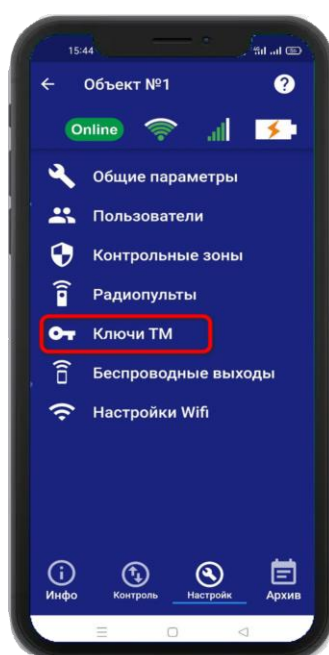 15:44
Объект №1
?
Online
Общие параметры
Пользователи
Контрольные зоны
Радиопульты
Ключи ТМ
Беспроводные выходы
Настройки Wifi
Инфо Контроль Настройк Архив